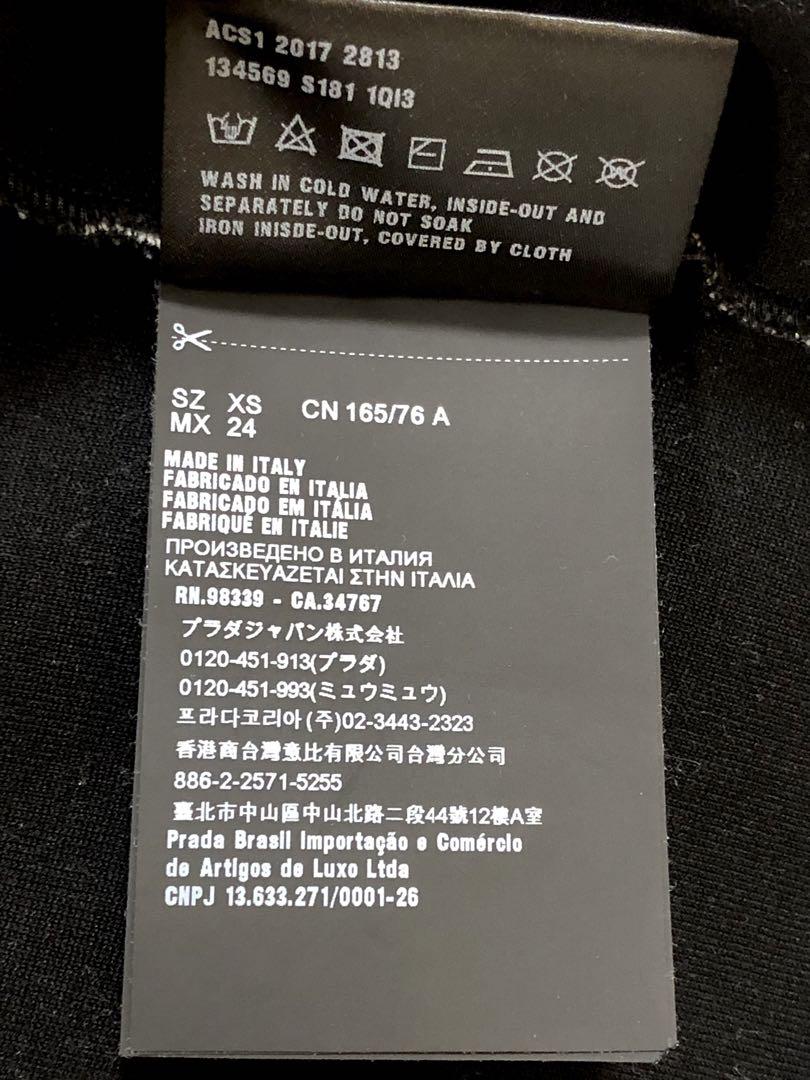 ACS1 2017 2813
134569 S181 1QI3
WASH IN COLD WATER, INSIDE-OUT AND
SEPARATELY DO NOT SOAK
IRON INISDE-OUT, COVERED BY CLOTH
SZ XS CN 165/76 A
MX 24
MADE IN ITALY
FABRICADO EN ITALIA
FABRICADO EM ITÁLIA
FABRIQUÉ EN ITALIE
ПРОИЗВЕДЕНО В ИТАЛИЯ
ΚΑΤΑΣΚΕΥΑΖΕΤΑΙ ΣΤΗΝ ΙΤΑΛΙΑ
RN.98339 - CA.34767
プラダジャパン株式会社
0120-451-913(プラダ)
0120-451-993(ミュウミュウ)
프라다코리아(주)02-3443-2323
香港商台灣意比有限公司台灣分公司
886-2-2571-5255
臺北市中山區中山北路二段44號12樓A室
Prada Brasil Importação e Comércio
de Artigos de Luxo Ltda
CNPJ 13.633.271/0001-26